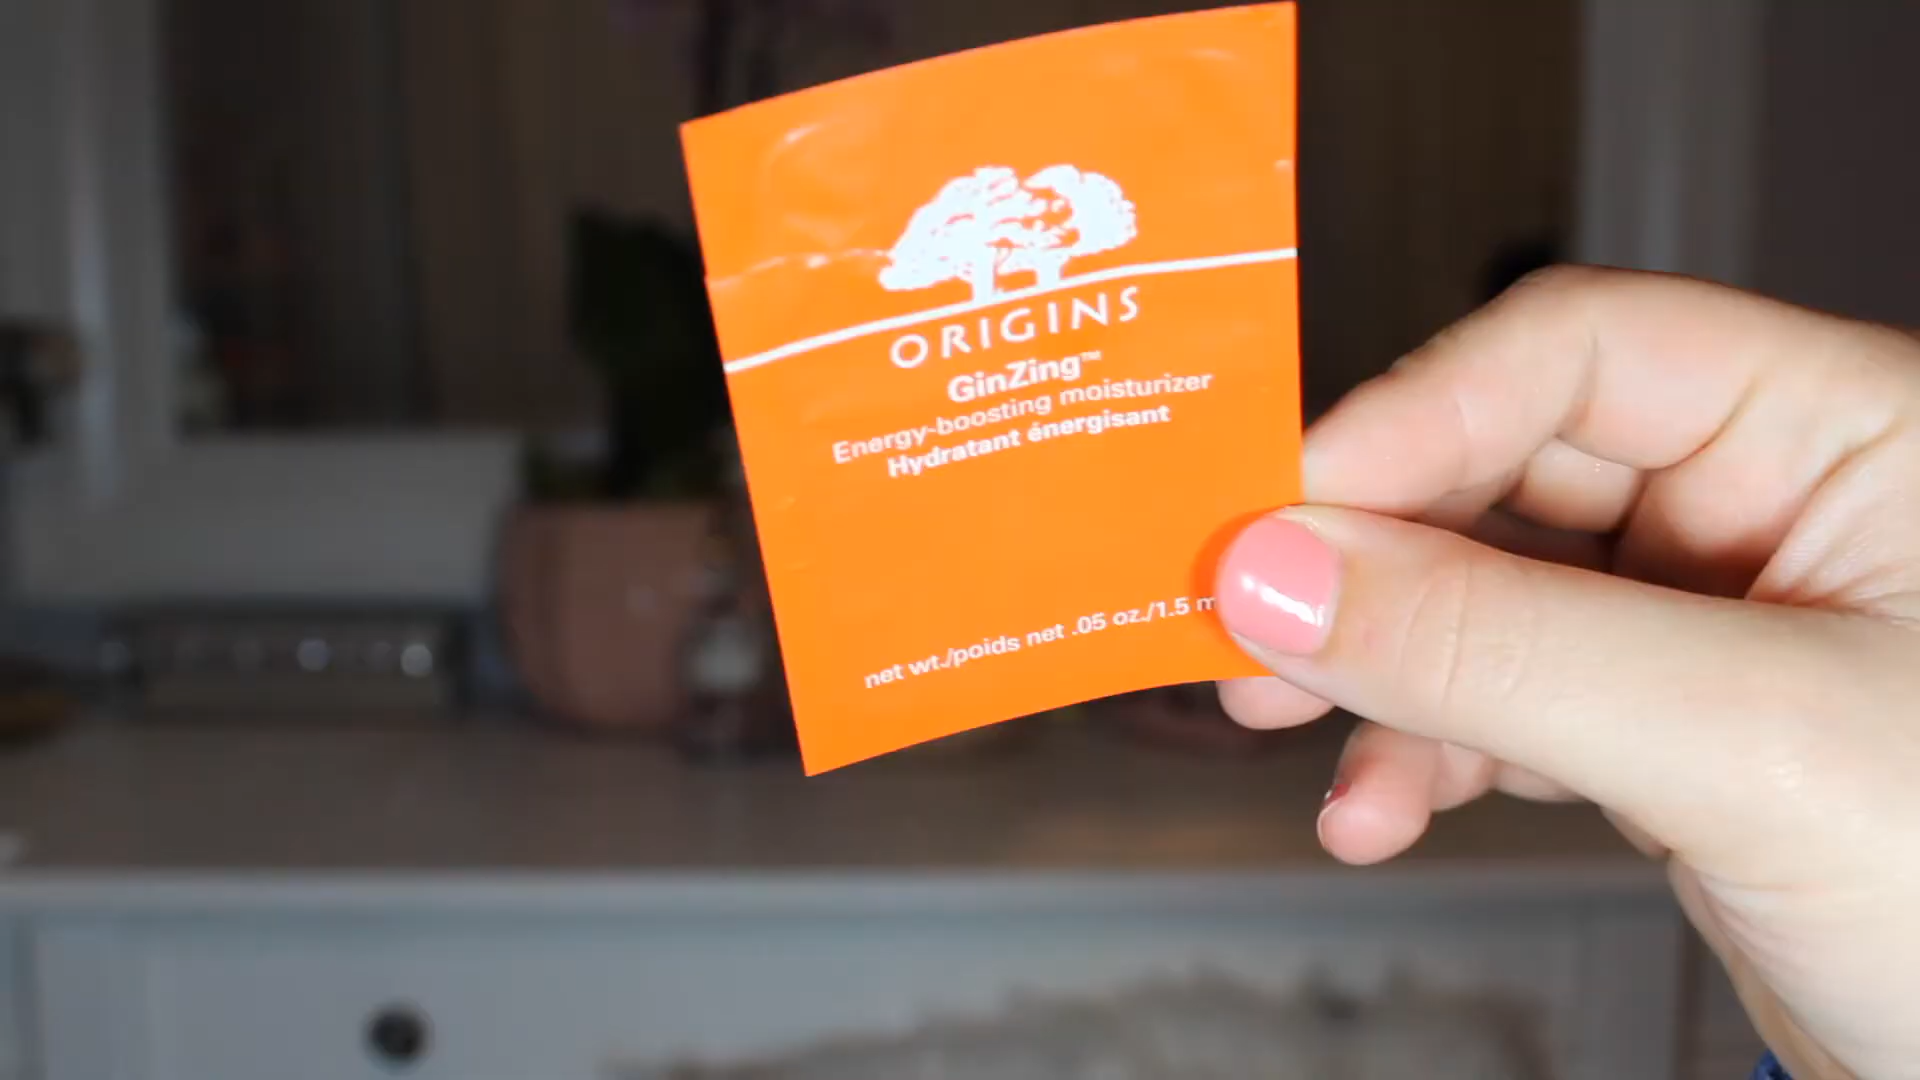 ORIGINS
GinZing™
Energy-boosting moisturizer
Hydratant énergisant
net wt./poids net .05 oz./1.5 m